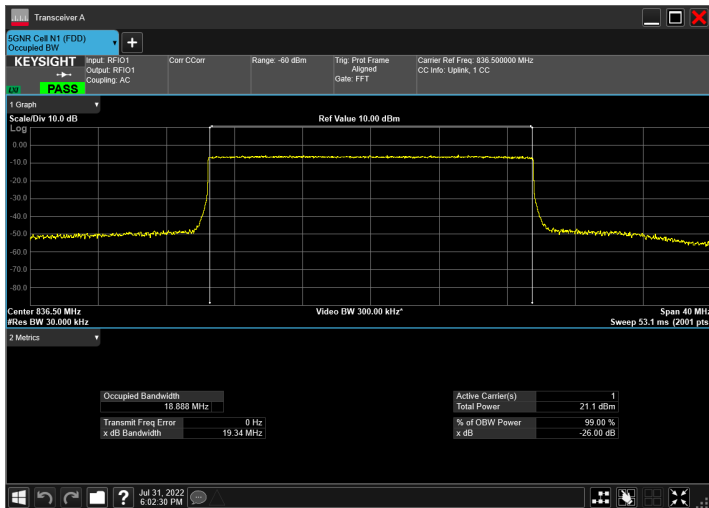 Transceiver A
5GNR Cell N1 (FDD)
Occupied BW
KEYSIGHT
LXI
PASS
Input: RFIO1
Output: RFIO1
Coupling: AC
Corr CCorr
Range: -60 dBm
Trig: Prot Frame
Aligned
Gate: FFT
Carrier Ref Freq: 836.500000 MHz
CC Info: Uplink, 1 CC
1 Graph
Scale/Div 10.0 dB
Ref Value 10.00 dBm
Log
0.00
-10.0
-20.0
-30.0
-40.0
-50.0
-60.0
-70.0
-80.0
Center 836.50 MHz
#Res BW 30.000 kHz
Video BW 300.00 kHz*
Span 40 MHz
Sweep 53.1 ms (2001 pts
2 Metrics
Occupied Bandwidth
18.888 MHz
Transmit Freq Error 0 Hz
x dB Bandwidth 19.34 MHz
Active Carrier(s) 1
Total Power 21.1 dBm
% of OBW Power 99.00 %
x dB -26.00 dB
?
Jul 31, 2022
6:02:30 PM